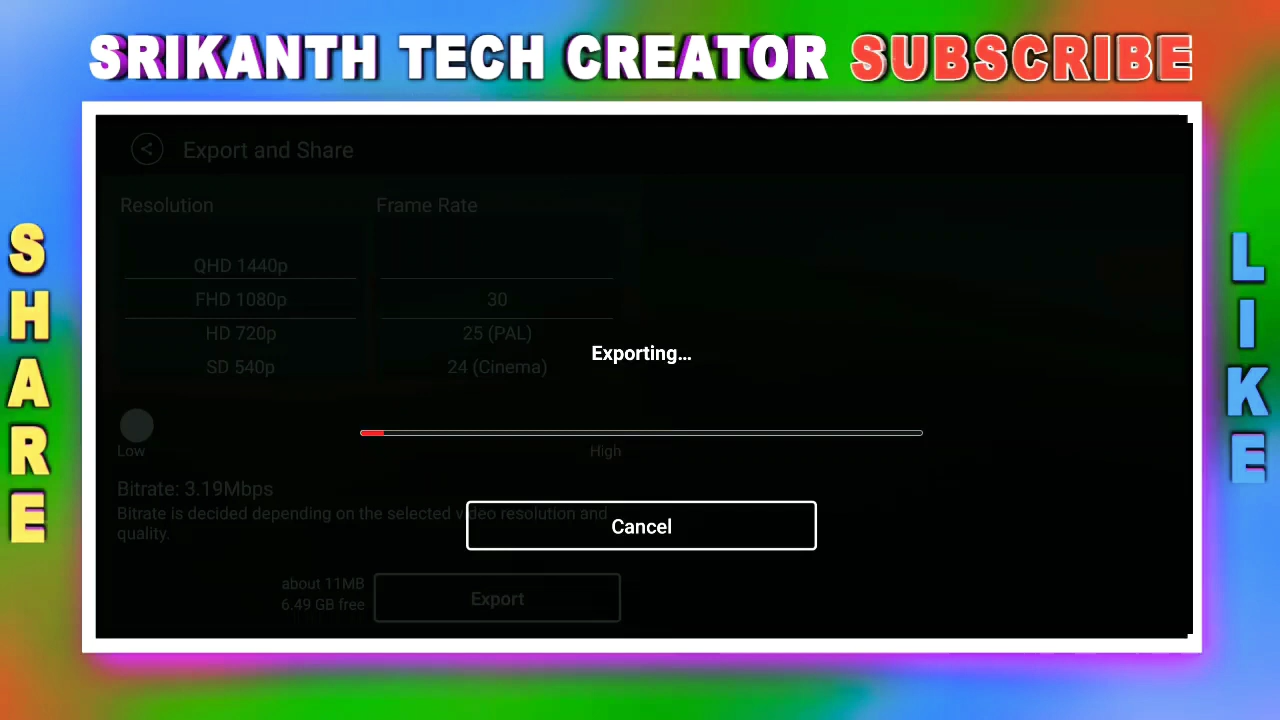 SRIKANTH TECH CREATOR SUBSCRIBE
Export and Share
Resolution
Frame Rate
QHD 1440p
FHD 1080p
30
HD 720p
25 (PAL)
SD 540p
24 (Cinema)
Exporting...
Low
High
Bitrate: 3.19Mbps
Bitrate is decided depending on the selected video resolution and
quality.
Cancel
about 11MB
6.49 GB free
Export
SHARE
LIKE